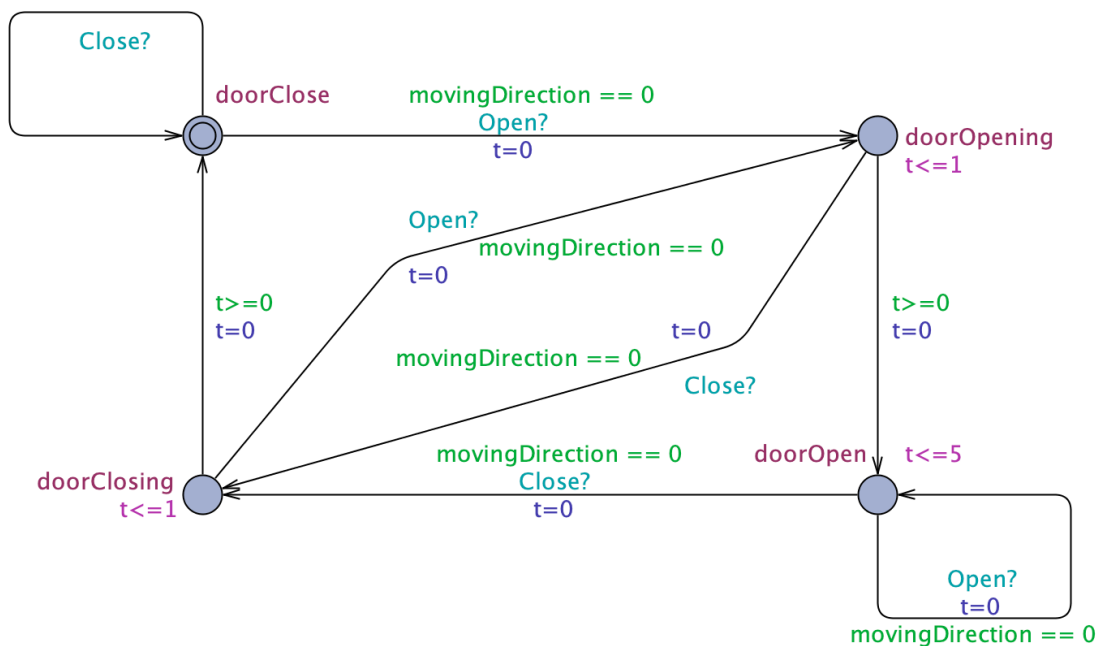 Close?
doorClose
movingDirection == 0
Open?
t=0
doorOpening
t<=1
Open?
movingDirection == 0
t=0
t>=0
t=0
t=0
movingDirection == 0
Close?
t>=0
t=0
doorClosing
t<=1
movingDirection == 0
Close?
t=0
doorOpen
t<=5
Open?
t=0
movingDirection == 0